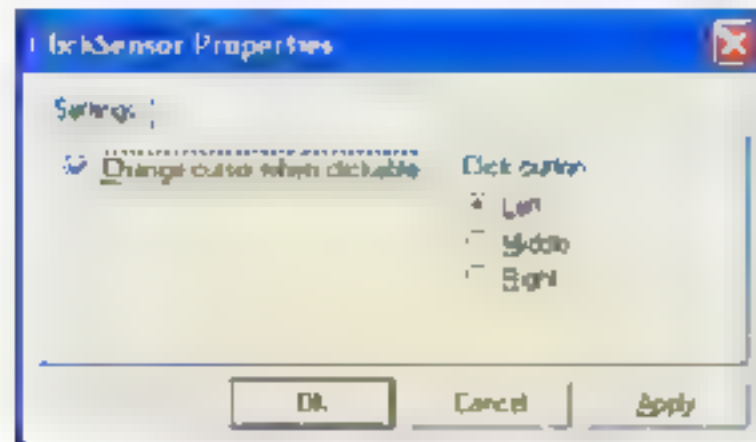 ClickSensor Properties
Settings
Change cursor when clickable
Click button
Left
Middle
Right
OK
Cancel
Apply